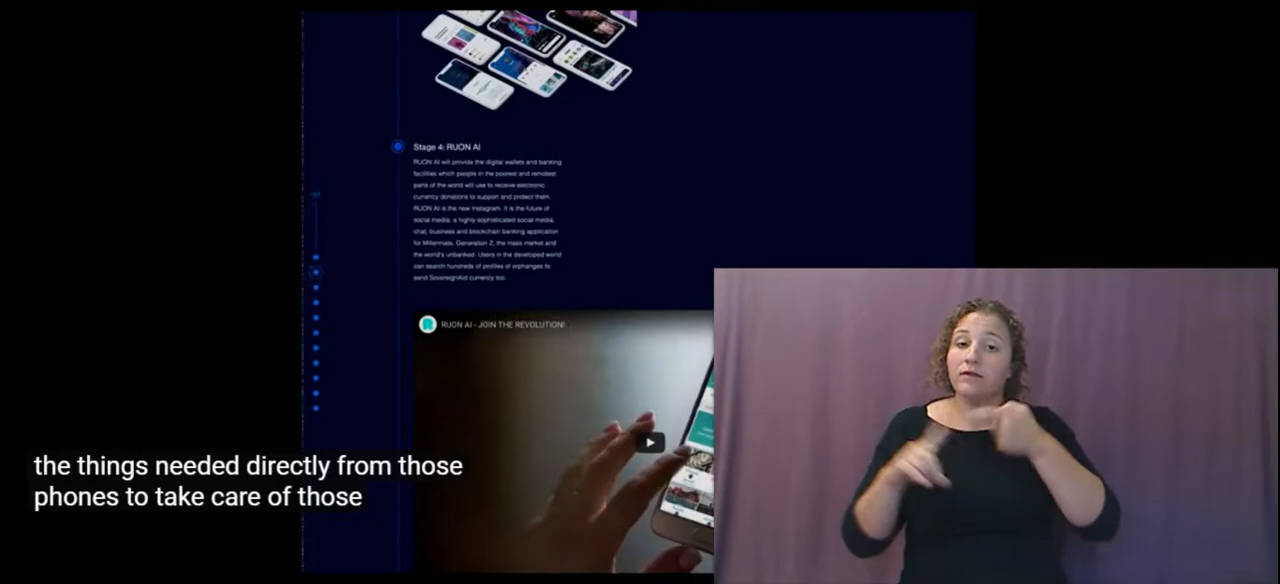 Stage 4: RUON AI
RUON AI will provide the digital wallets and banking
facilities which people in the poorest and remotest
parts of the world will use to receive electronic
currency donations to support and protect them.
RUON AI is the new Instagram. It is the future of
social media; a highly sophisticated social media,
chat, business and blockchain banking application
for Millennials, Generation Z, the mass market and
the world's unbanked. Users in the developed world
can search hundreds of profiles of orphanges to
send SovereignAid currency too.
RUON AI - JOIN THE REVOLUTION!
the things needed directly from those
phones to take care of those